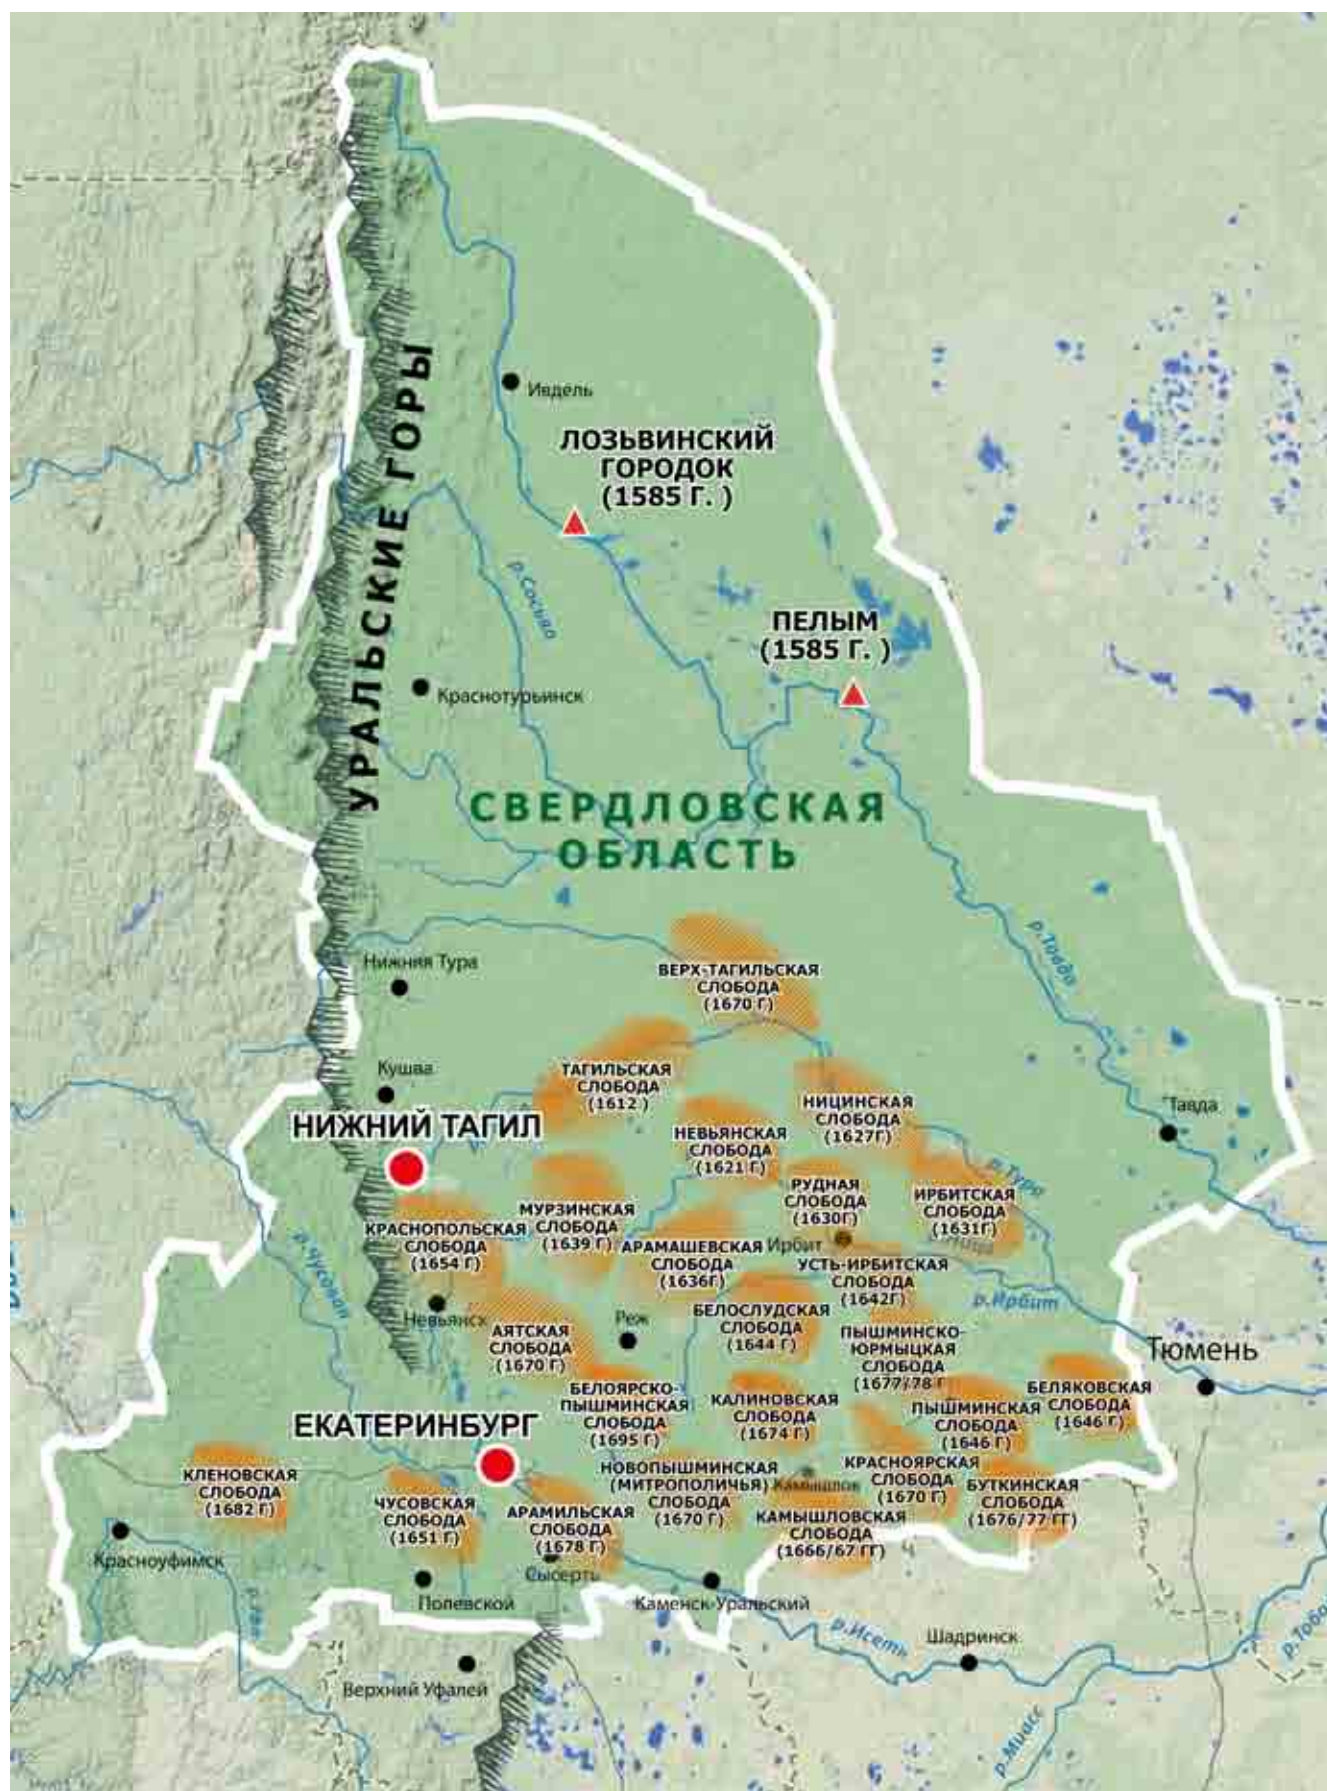 УРАЛЬСКИЕ ГОРЫ
Ивдель
ЛОЗЬВИНСКИЙ
ГОРОДОК
(1585 Г. )
р.Сосьва
ПЕЛЫМ
(1585 Г. )
Краснотурьинск
СВЕРДЛОВСКАЯ
ОБЛАСТЬ
р.Товда
Нижняя Тура
ВЕРХ-ТАГИЛЬСКАЯ
СЛОБОДА
(1670 Г)
Кушва
ТАГИЛЬСКАЯ
СЛОБОДА
(1612 )
НИЦИНСКАЯ
СЛОБОДА
(1627Г)
Тавда
НИЖНИЙ ТАГИЛ
НЕВЬЯНСКАЯ
СЛОБОДА
(1621 Г)
р.Тура
РУДНАЯ
СЛОБОДА
(1630Г)
ИРБИТСКАЯ
СЛОБОДА
(1631Г)
МУРЗИНСКАЯ
СЛОБОДА
(1639 Г)
КРАСНОПОЛЬСКАЯ
СЛОБОДА
(1654 Г)
р.Чусовая
АРАМАШЕВСКАЯ
СЛОБОДА
(1636Г)
Ирбит
УСТЬ-ИРБИТСКАЯ
СЛОБОДА
(1642Г)
р.Ирбит
Невьянск
АЯТСКАЯ
СЛОБОДА
(1670 Г)
Реж
БЕЛОСЛУДСКАЯ
СЛОБОДА
(1644 Г)
ПЫШМИНСКО-
ЮРМЫЦКАЯ
СЛОБОДА
(1677/78 Г
Тюмень
БЕЛОЯРСКО-
ПЫШМИНСКАЯ
СЛОБОДА
(1695 Г)
КАЛИНОВСКАЯ
СЛОБОДА
(1674 Г)
ПЫШМИНСКАЯ
СЛОБОДА
(1646 Г)
БЕЛЯКОВСКАЯ
СЛОБОДА
(1646 Г)
ЕКАТЕРИНБУРГ
КЛЕНОВСКАЯ
СЛОБОДА
(1682 Г)
ЧУСОВСКАЯ
СЛОБОДА
(1651 Г)
АРАМИЛЬСКАЯ
СЛОБОДА
(1678 Г)
НОВОПЫШМИНСКАЯ
(МИТРОПОЛИЧЬЯ)
СЛОБОДА
(1670 Г)
Камышлов
КРАСНОЯРСКАЯ
СЛОБОДА
(1670 Г)
БУТКИНСКАЯ
СЛОБОДА
(1676/77 ГГ)
КАМЫШЛОВСКАЯ
СЛОБОДА
(1666/67 ГГ)
Красноуфимск
Сысерть
р.Уфа
Полевской
Каменск-Уральский
р.Исеть
Шадринск
р.Тобо
Верхний Уфалей
р.Миасс